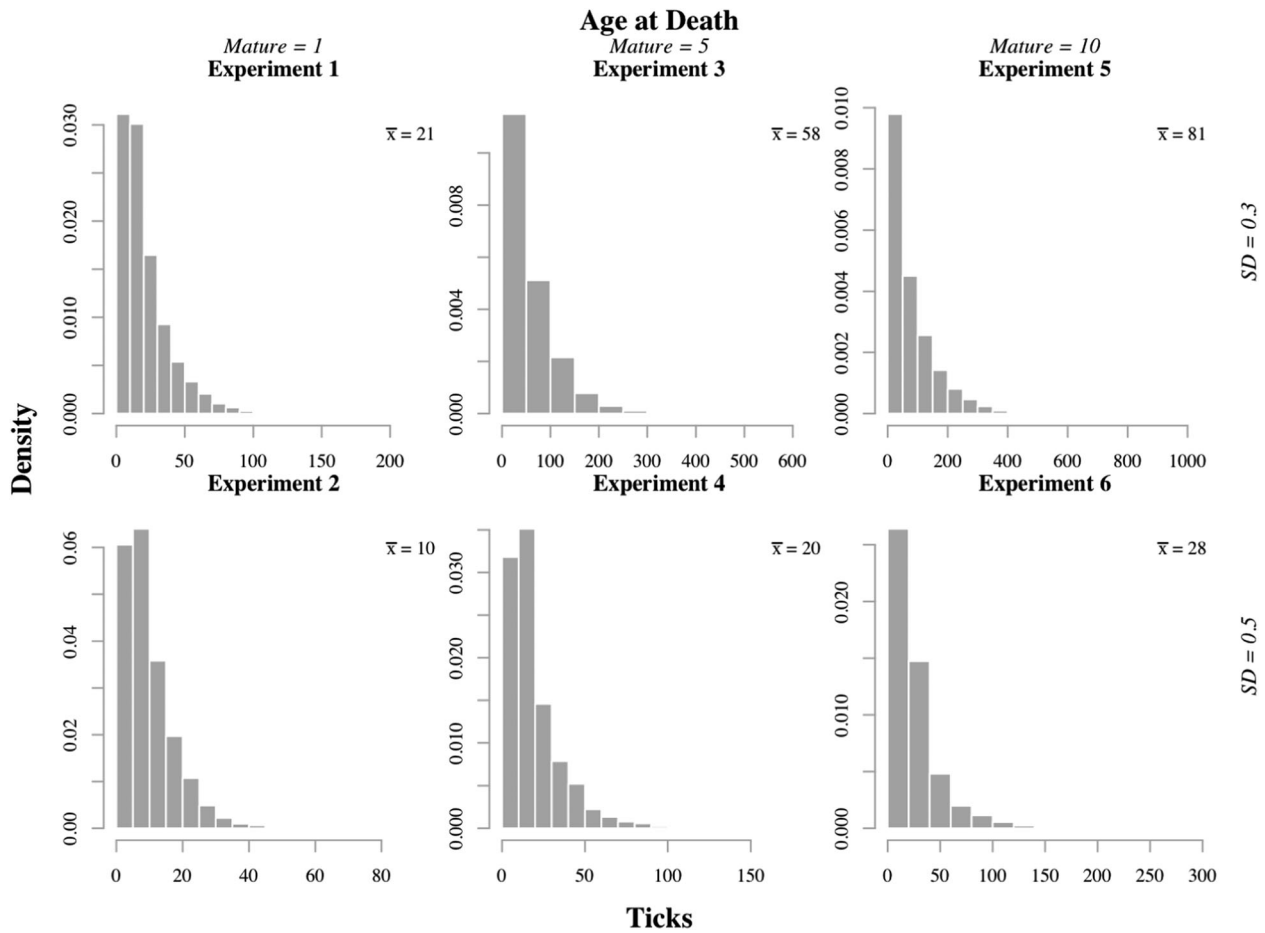 Age at Death
Mature = 1
Mature = 5
Mature = 10
Experiment 1
Experiment 3
Experiment 5
x̅ = 21
x̅ = 58
x̅ = 81
0.030
0.020
0.010
0.000
0.008
0.004
0.000
0.010
0.008
0.006
0.004
0.002
0.000
SD = 0.3
0 50 100 150 200
0 100 200 300 400 500 600
0 200 400 600 800 1000
Density
Experiment 2
Experiment 4
Experiment 6
x̅ = 10
x̅ = 20
x̅ = 28
0.06
0.04
0.02
0.00
0.030
0.020
0.010
0.000
0.020
0.010
0.000
SD = 0.5
0 20 40 60 80
0 50 100 150
0 50 100 150 200 250 300
Ticks